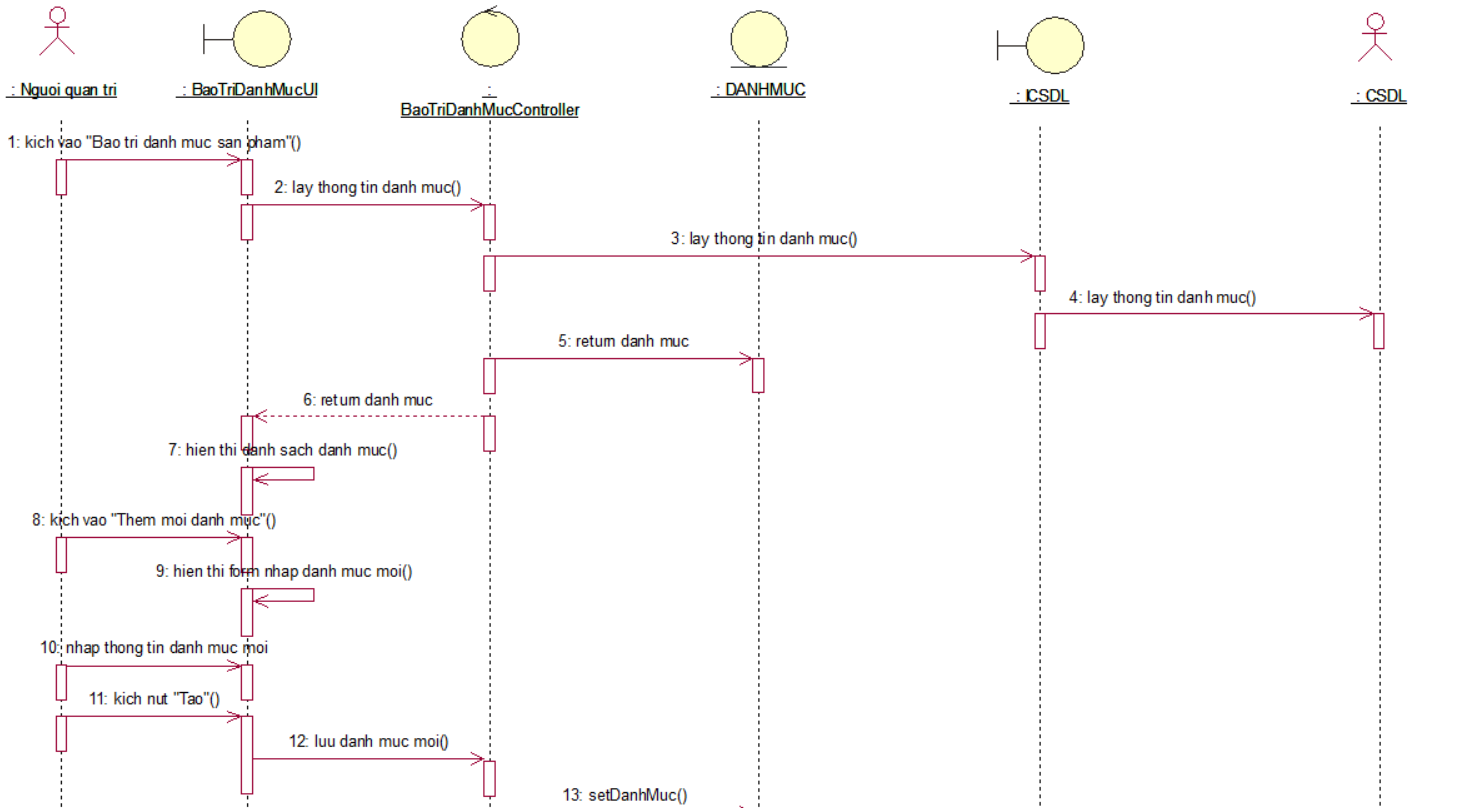 : Nguoi quan tri
: BaoTriDanhMucUI
:
BaoTriDanhMucController
: DANHMUC
: ICSDL
: CSDL
1: kich vao "Bao tri danh muc san pham"()
2: lay thong tin danh muc()
3: lay thong tin danh muc()
4: lay thong tin danh muc()
5: return danh muc
6: return danh muc
7: hien thi danh sach danh muc()
8: kich vao "Them moi danh muc"()
9: hien thi form nhap danh muc moi()
10: nhap thong tin danh muc moi
11: kich nut "Tao"()
12: luu danh muc moi()
13: setDanhMuc()